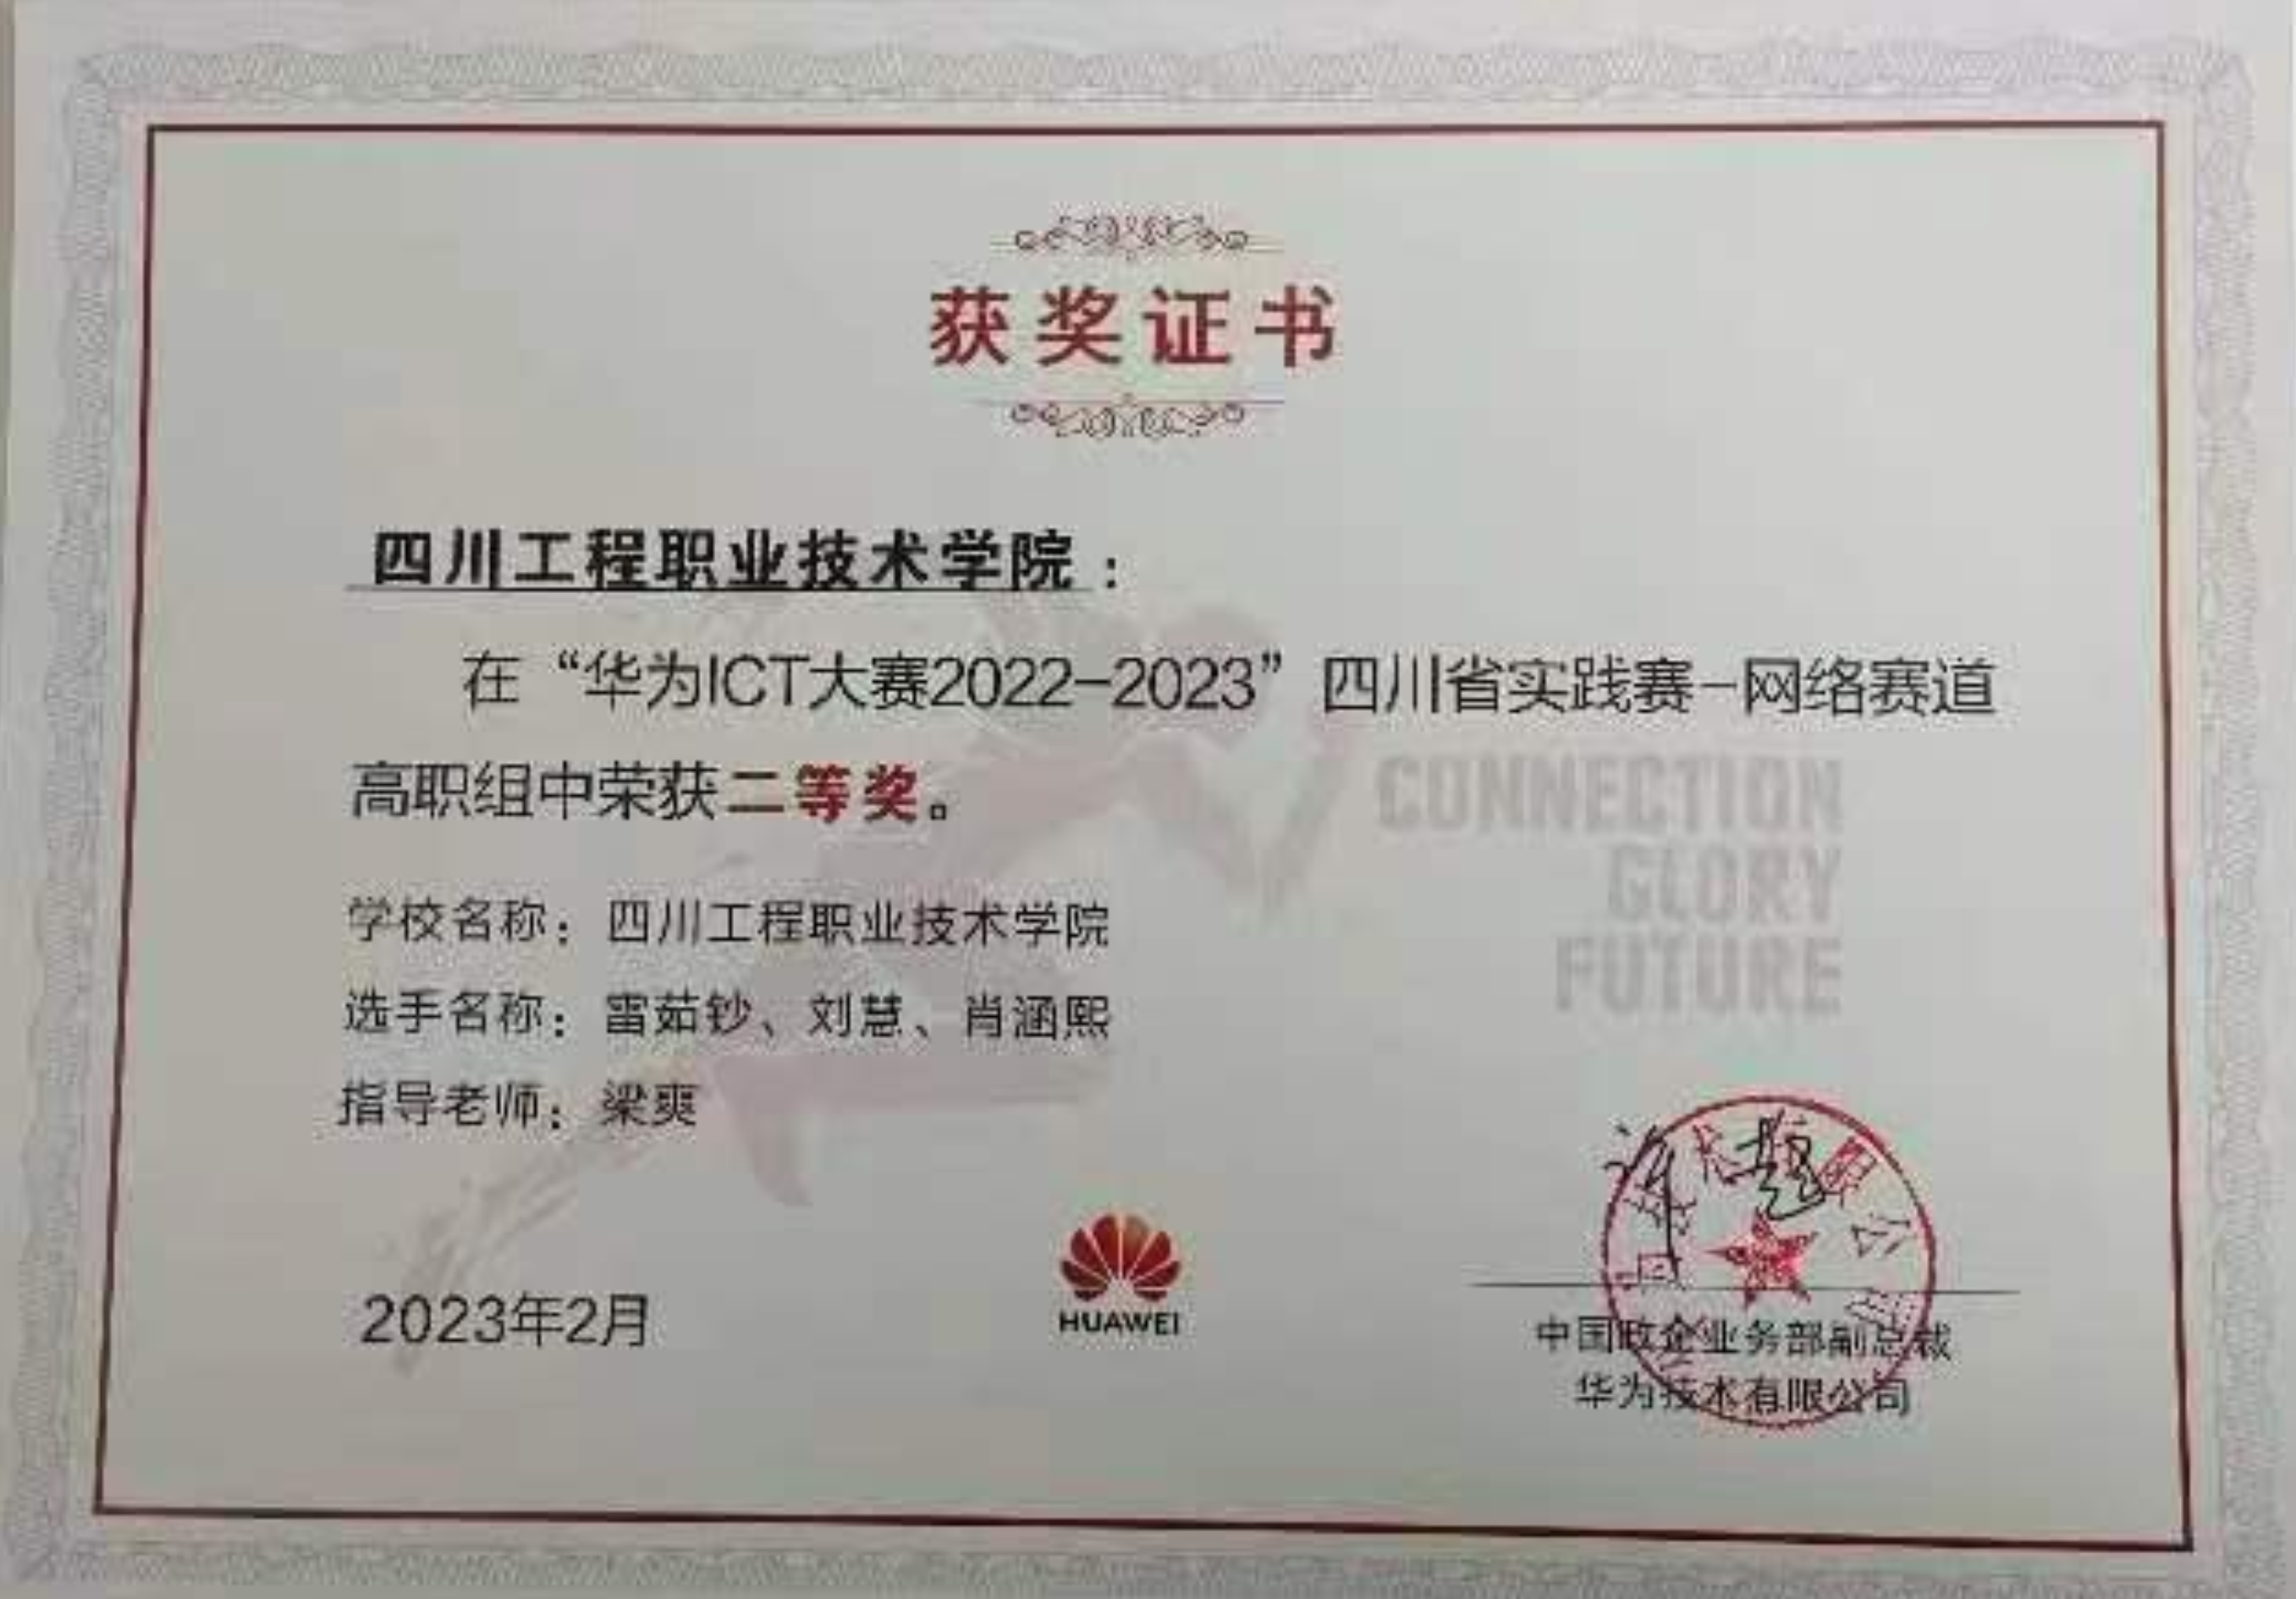 获奖证书
四川工程职业技术学院：
在“华为ICT大赛2022-2023”四川省实践赛-网络赛道
高职组中荣获二等奖。
CONNECTION
GLORY
FUTURE
学校名称：四川工程职业技术学院
选手名称：雷茹钞、刘慧、肖涵熙
指导老师：梁爽
2023年2月
HUAWEI
中国政企业务部副总裁
华为技术有限公司